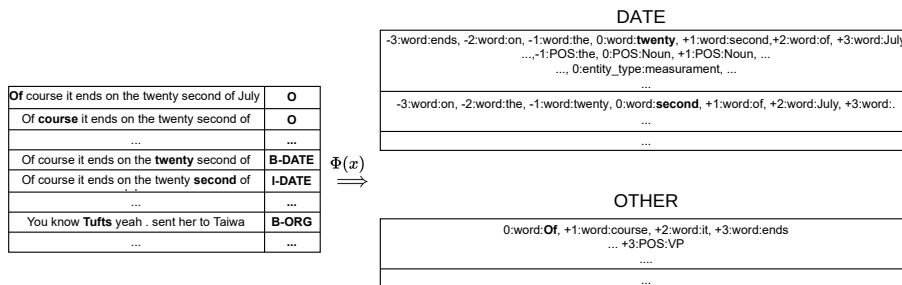 DATE
-3:word:ends, -2:word:on, -1:word:the, 0:word:twenty, +1:word:second,+2:word:of, +3:word:July
...,-1:POS:the, 0:POS:Noun, +1:POS:Noun, ...
..., 0:entity_type:measurament, ...
...
-3:word:on, -2:word:the, -1:word:twenty, 0:word:second, +1:word:of, +2:word:July, +3:word:.
...
...
Of course it ends on the twenty second of July O
Of course it ends on the twenty second of O
... ...
Of course it ends on the twenty second of B-DATE
Of course it ends on the twenty second of I-DATE
... ...
You know Tufts yeah . sent her to Taiwa B-ORG
... ...
Φ(x)
⟹
OTHER
0:word:Of, +1:word:course, +2:word:it, +3:word:ends
... +3:POS:VP
....
...